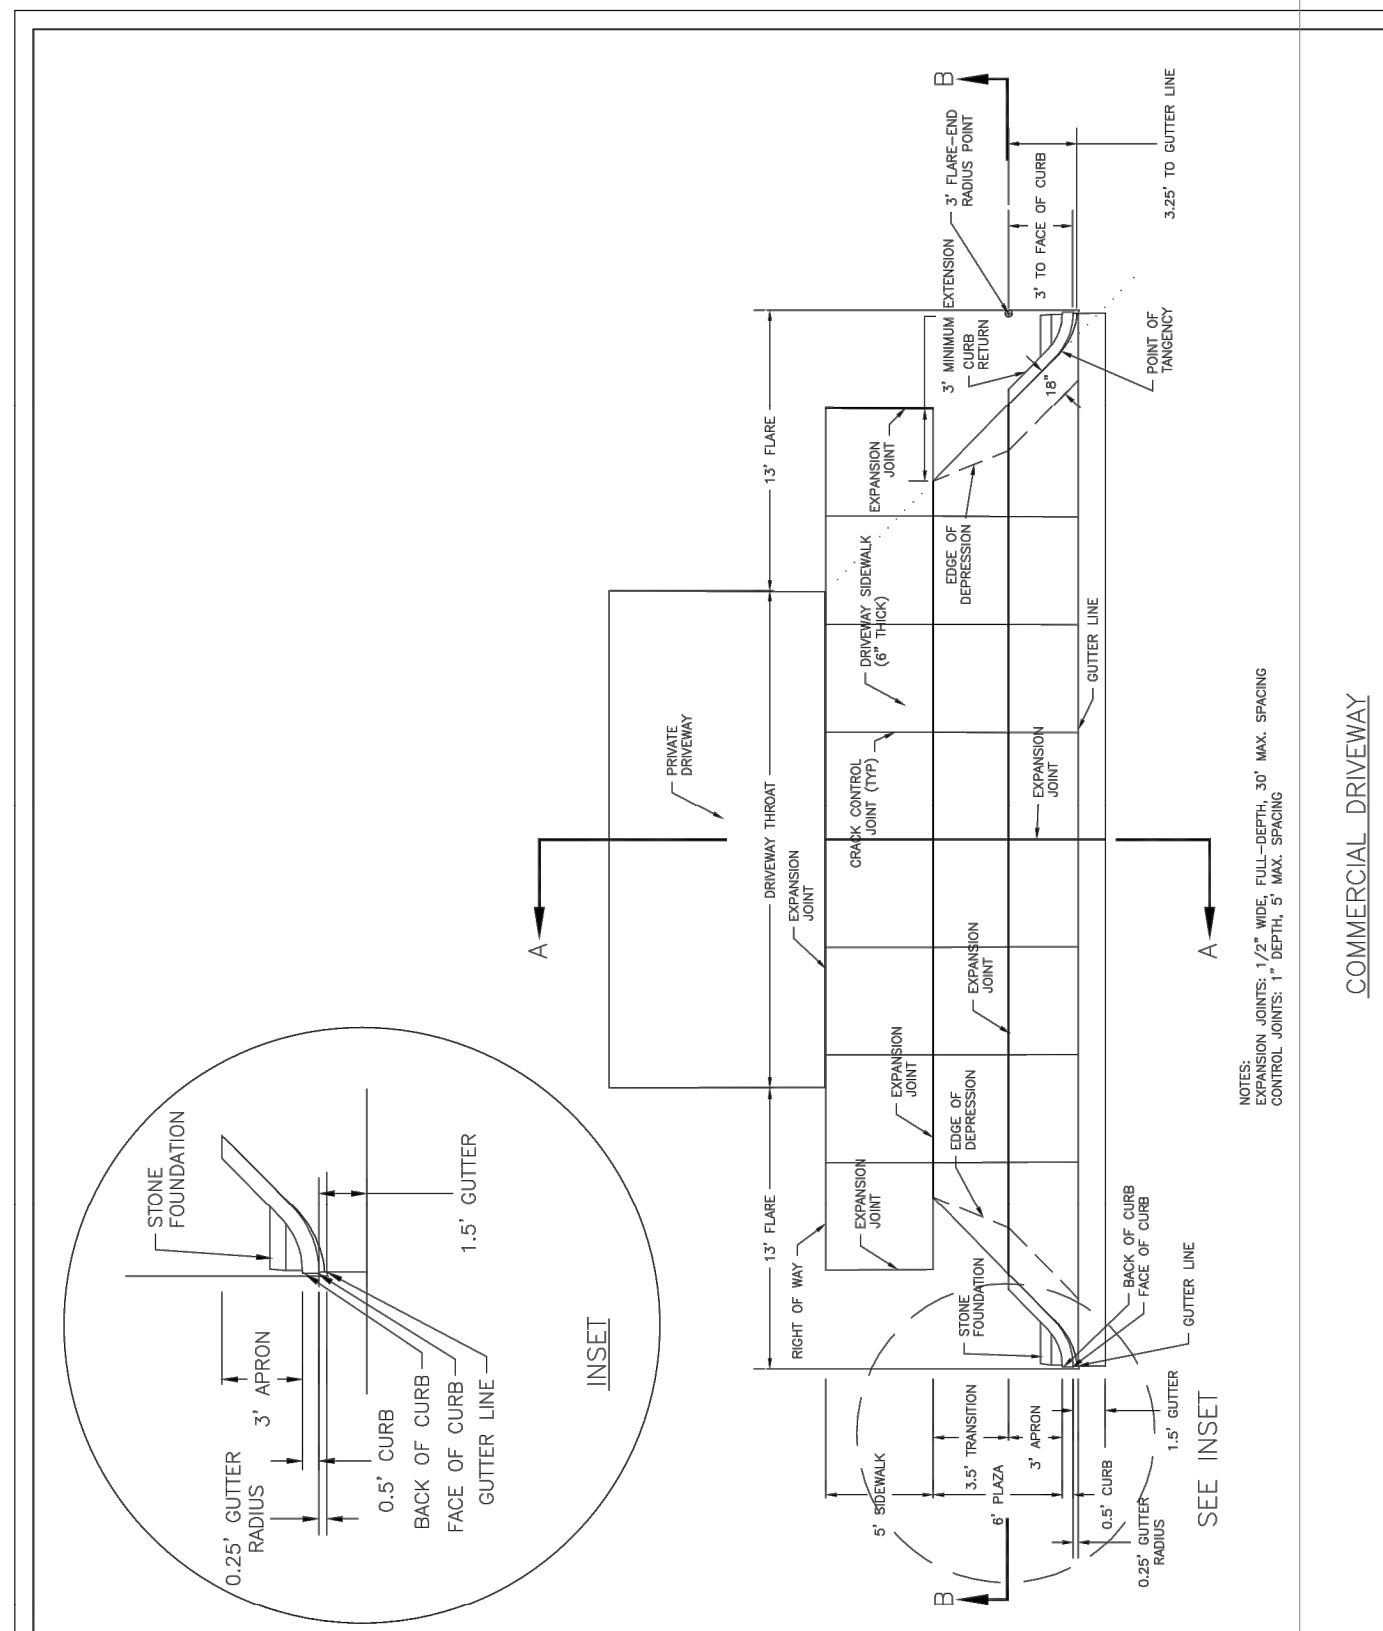 B
3' FLARE-END
RADIUS POINT
3.25' TO GUTTER LINE
3' TO FACE OF CURB
3' MINIMUM EXTENSION
CURB
RETURN
18"
POINT OF
TANGENCY
13' FLARE
EXPANSION
JOINT
EDGE OF
DEPRESSION
DRIVEWAY SIDEWALK
(6" THICK)
GUTTER LINE
PRIVATE
DRIVEWAY
DRIVEWAY THROAT
CRACK CONTROL
JOINT (TYP)
EXPANSION
JOINT
EXPANSION
JOINT
A
A
EXPANSION
JOINT
EXPANSION
JOINT
EDGE OF
DEPRESSION
13' FLARE
EXPANSION
JOINT
RIGHT OF WAY
STONE
FOUNDATION
BACK OF CURB
FACE OF CURB
GUTTER LINE
5' SIDEWALK
3.5' TRANSITION
6' PLAZA
3' APRON
0.5' CURB
1.5' GUTTER
0.25' GUTTER
RADIUS
SEE INSET
B
STONE
FOUNDATION
1.5' GUTTER
3' APRON
0.25' GUTTER
RADIUS
0.5' CURB
BACK OF CURB
FACE OF CURB
GUTTER LINE
INSET
NOTES:
EXPANSION JOINTS: 1/2" WIDE, FULL-DEPTH, 30' MAX. SPACING
CONTROL JOINTS: 1" DEPTH, 5' MAX. SPACING
COMMERCIAL DRIVEWAY